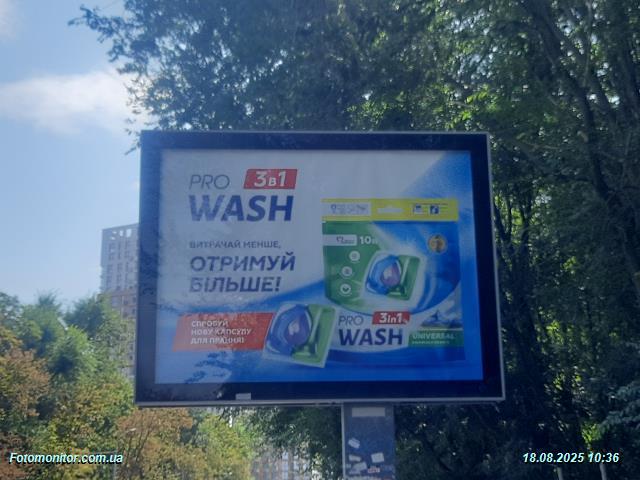 PRO 3в1
WASH
ВИТРАЧАЙ МЕНШЕ,
ОТРИМУЙ
БІЛЬШЕ!
СПРОБУЙ
НОВУ КАПСУЛУ
ДЛЯ ПРАННЯ!
10
PRO 3in1
WASH
UNIVERSAL
Fotomonitor.com.ua
18.08.2025 10:36